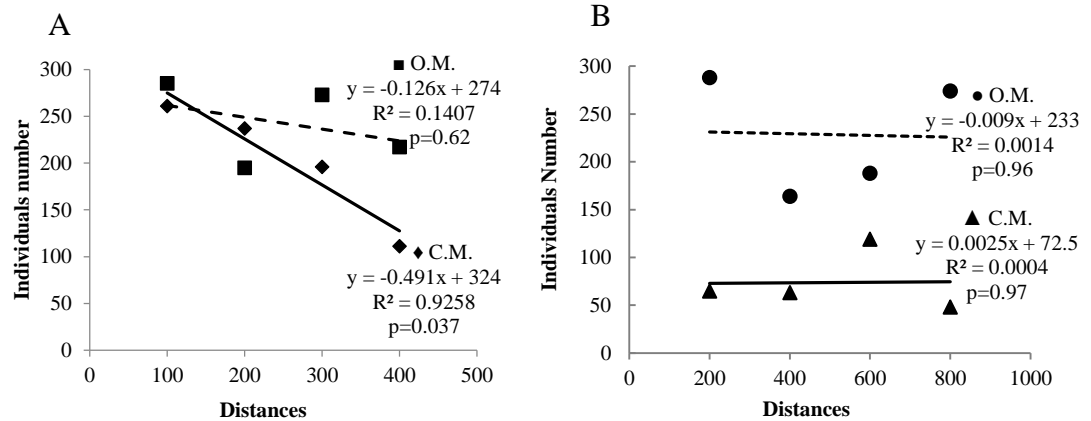 A
Individuals number
300
250
200
150
100
50
0
0 100 200 300 400 500
Distances
■ O.M.
y = -0.126x + 274
R² = 0.1407
p=0.62
♦ C.M.
y = -0.491x + 324
R² = 0.9258
p=0.037
B
Individuals Number
300
250
200
150
100
50
0
0 200 400 600 800 1000
Distances
● O.M.
y = -0.009x + 233
R² = 0.0014
p=0.96
▲ C.M.
y = 0.0025x + 72.5
R² = 0.0004
p=0.97